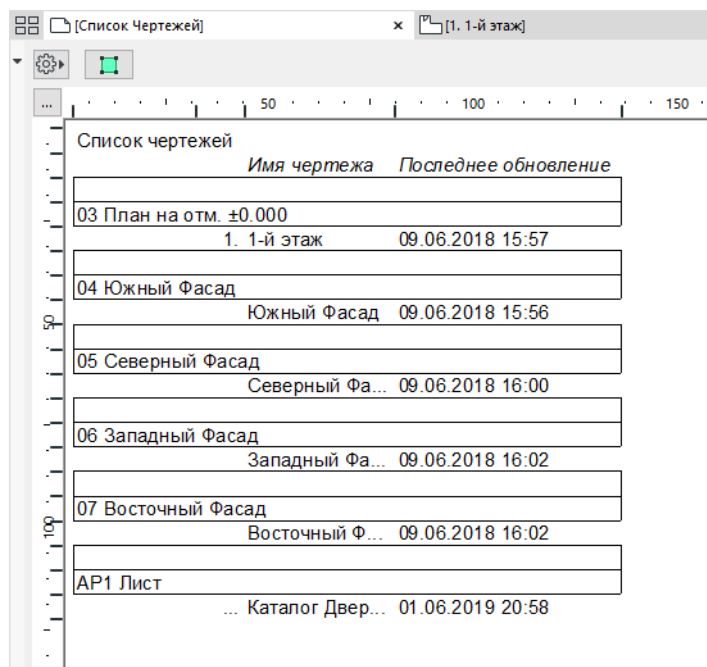 [Список Чертежей] × [1. 1-й этаж]
... 50 100 150
Список чертежей
Имя чертежа Последнее обновление
03 План на отм. ±0.000
1. 1-й этаж 09.06.2018 15:57
04 Южный Фасад
50
Южный Фасад 09.06.2018 15:56
05 Северный Фасад
Северный Фа... 09.06.2018 16:00
06 Западный Фасад
Западный Фа... 09.06.2018 16:02
07 Восточный Фасад
100
Восточный Ф... 09.06.2018 16:02
АР1 Лист
... Каталог Двер... 01.06.2019 20:58